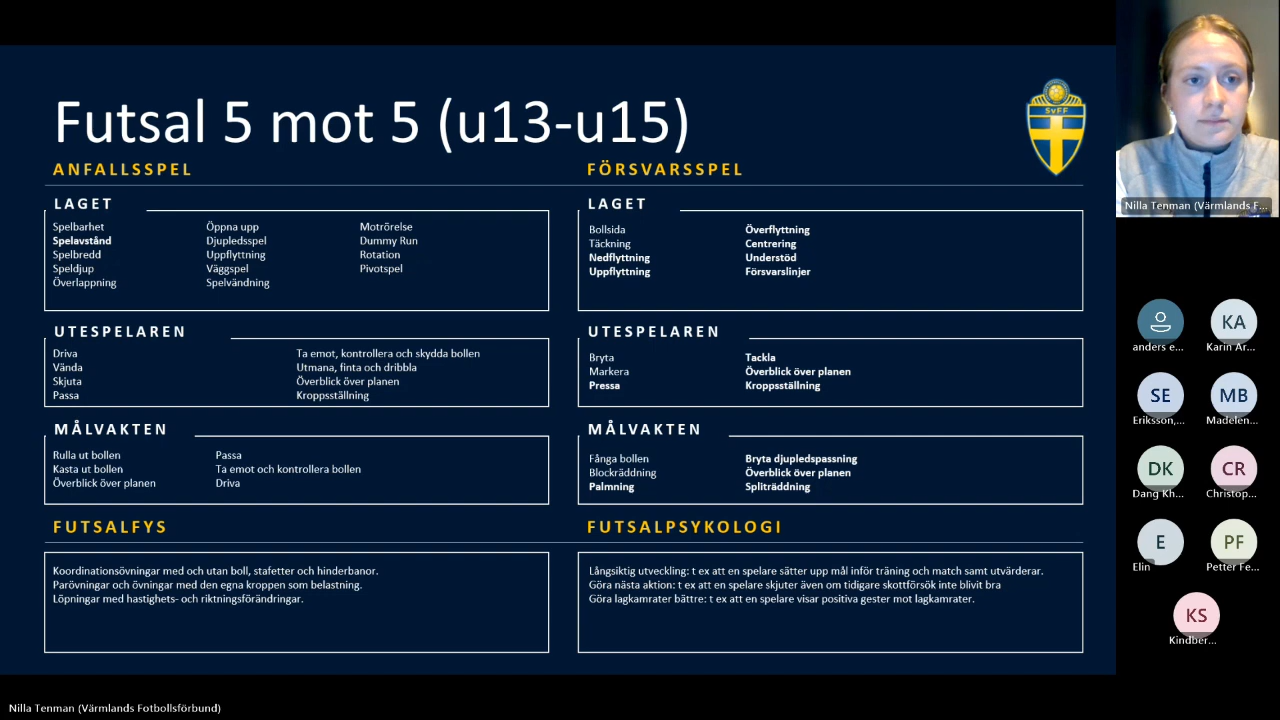 Futsal 5 mot 5 (u13-u15)
SvFF
ANFALLSSPEL
LAGET
Spelbarhet
Spelavstånd
Spelbredd
Speldjup
Överlappning
Öppna upp
Djupledsspel
Uppflyttning
Väggspel
Spelvändning
Motrörelse
Dummy Run
Rotation
Pivotspel
UTESPELAREN
Driva
Vända
Skjuta
Passa
Ta emot, kontrollera och skydda bollen
Utmana, finta och dribbla
Överblick över planen
Kroppsställning
MÅLVAKTEN
Rulla ut bollen
Kasta ut bollen
Överblick över planen
Passa
Ta emot och kontrollera bollen
Driva
FÖRSVARSSPEL
LAGET
Bollsida
Täckning
Nedflyttning
Uppflyttning
Överflyttning
Centrering
Understöd
Försvarslinjer
UTESPELAREN
Bryta
Markera
Pressa
Tackla
Överblick över planen
Kroppsställning
MÅLVAKTEN
Fånga bollen
Blockräddning
Palmning
Bryta djupledspassning
Överblick över planen
Spliträddning
FUTSALFYS
Koordinationsövningar med och utan boll, stafetter och hinderbanor.
Parövningar och övningar med den egna kroppen som belastning.
Löpningar med hastighets- och riktningsförändringar.
FUTSALPSYKOLOGI
Långsiktig utveckling: t ex att en spelare sätter upp mål inför träning och match samt utvärderar.
Göra nästa aktion: t ex att en spelare skjuter även om tidigare skottförsök inte blivit bra
Göra lagkamrater bättre: t ex att en spelare visar positiva gester mot lagkamrater.
Nilla Tenman (Värmlands F...
anders e...
KA
Karin Ar...
SE
Eriksson,...
MB
Madelen...
DK
Dang Kh...
CR
Christop...
E
Elin
PF
Petter Fe...
KS
Kindber...
Nilla Tenman (Värmlands Fotbollsförbund)